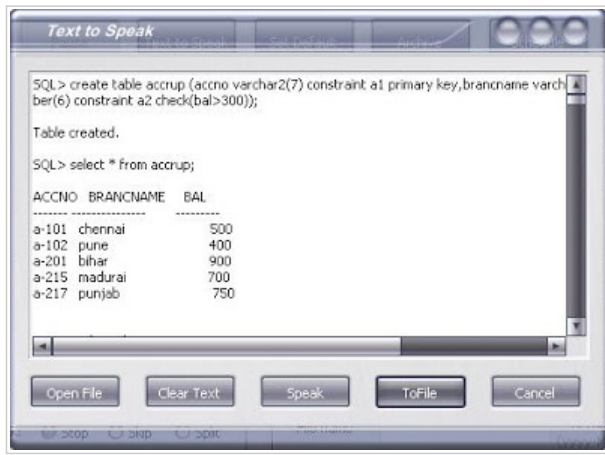 Text to Speak
SQL> create table accrup (accno varchar2(7) constraint a1 primary key,brancname varch
ber(6) constraint a2 check(bal>300));
Table created.
SQL> select * from accrup;
ACCNO BRANCNAME BAL
------- --------------- ---------
a-101 chennai 500
a-102 pune 400
a-201 bihar 900
a-215 madurai 700
a-217 punjab 750
Open File Clear Text Speak ToFile Cancel
Stop Skip Split